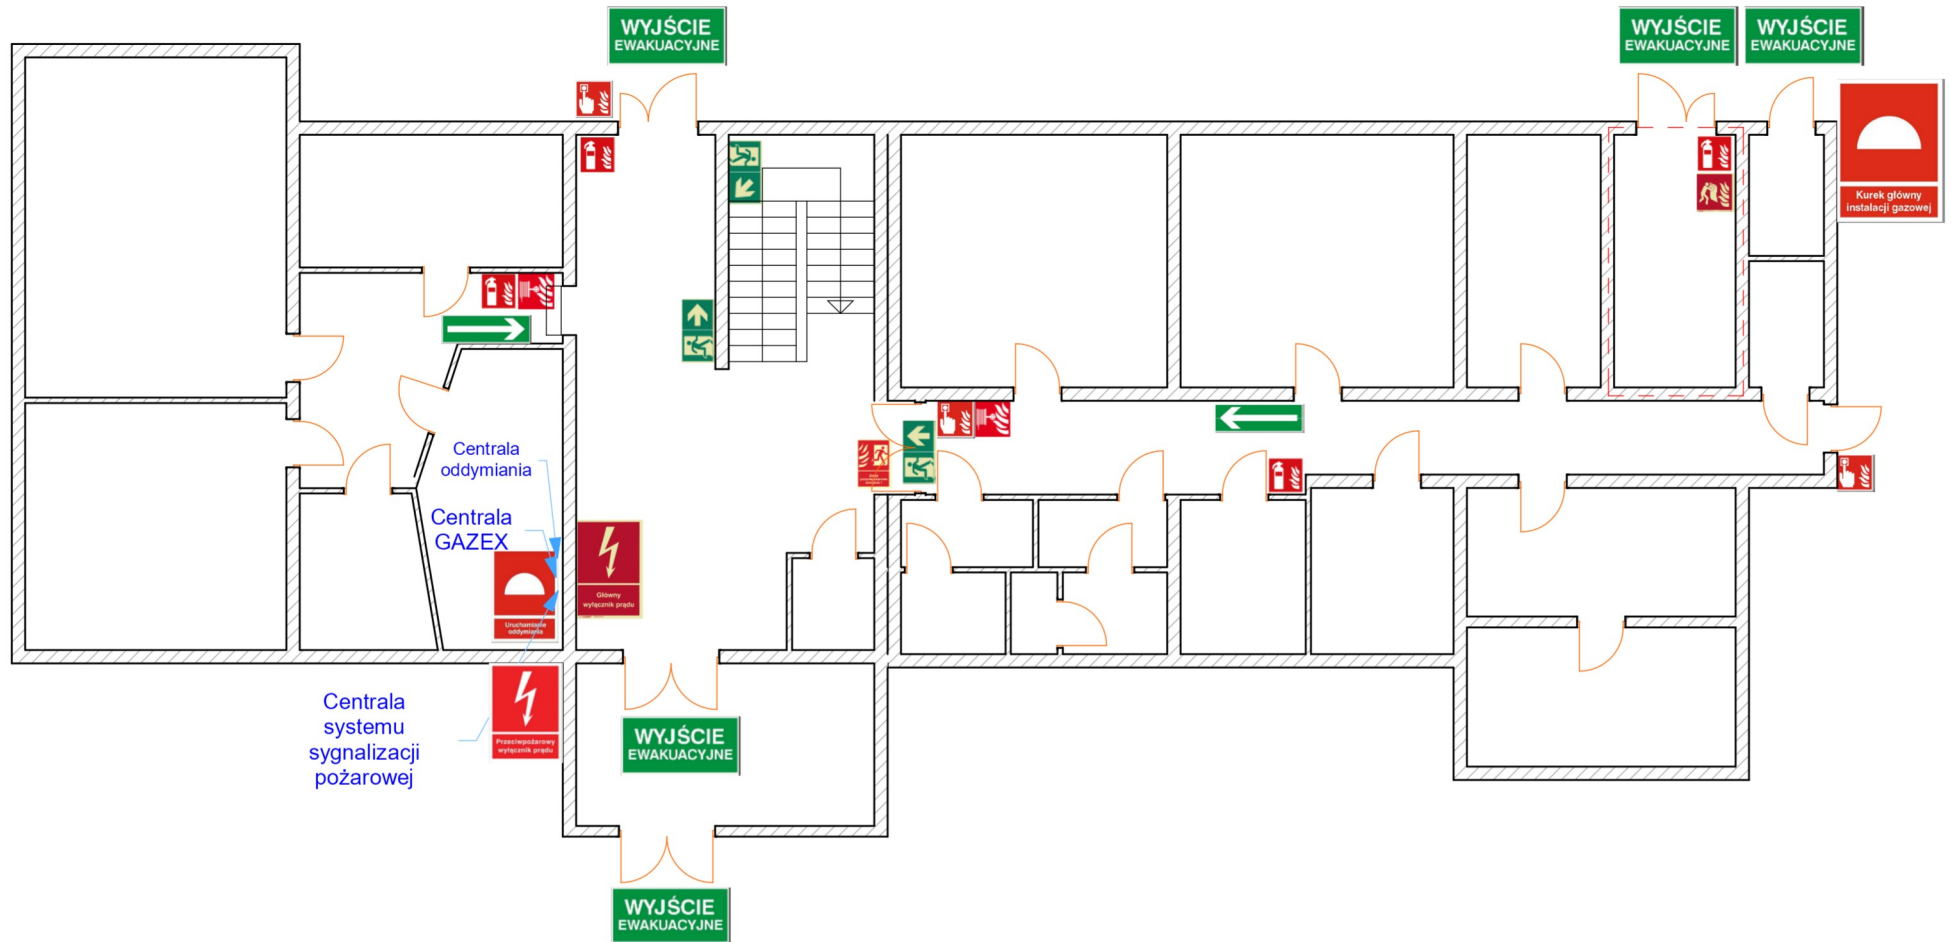 WYJŚCIE
EWAKUACYJNE
WYJŚCIE
EWAKUACYJNE
WYJŚCIE
EWAKUACYJNE
Kurek główny
instalacji gazowej
Centrala
oddymiania
Centrala
GAZEX
Główny
wyłącznik prądu
Uruchamianie
oddymiania
Centrala
systemu
sygnalizacji
pożarowej
Przeciwpożarowy
wyłącznik prądu
WYJŚCIE
EWAKUACYJNE
WYJŚCIE
EWAKUACYJNE